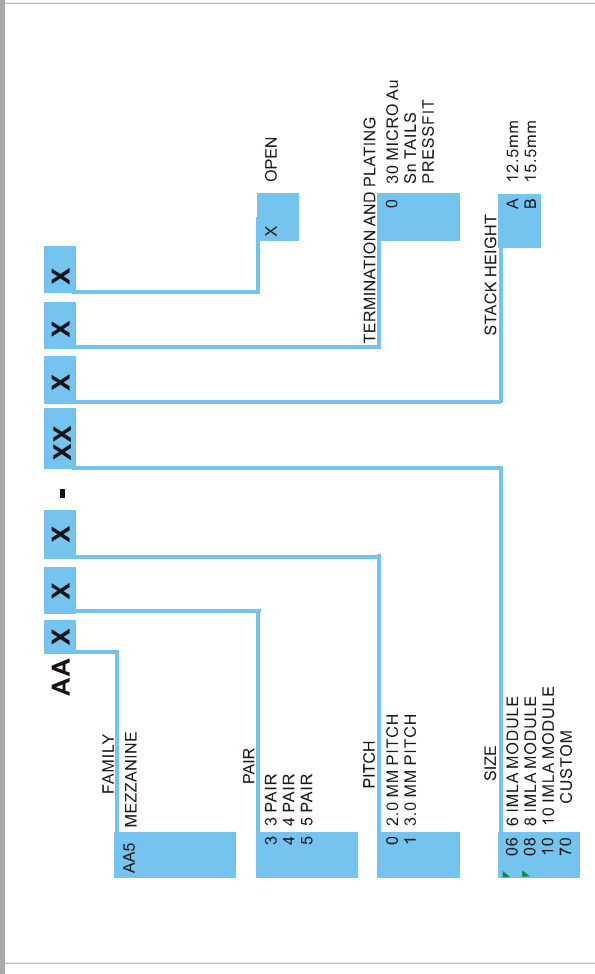 AA X X X - XX X X X
FAMILY
AA5 MEZZANINE
PAIR
3 3 PAIR
4 4 PAIR
5 5 PAIR
PITCH
0 2.0 MM PITCH
1 3.0 MM PITCH
SIZE
06 6 IMLA MODULE
08 8 IMLA MODULE
10 10 IMLA MODULE
70 CUSTOM
X OPEN
TERMINATION AND PLATING
0 30 MICRO Au
Sn TAILS
PRESSFIT
STACK HEIGHT
A 12.5mm
B 15.5mm